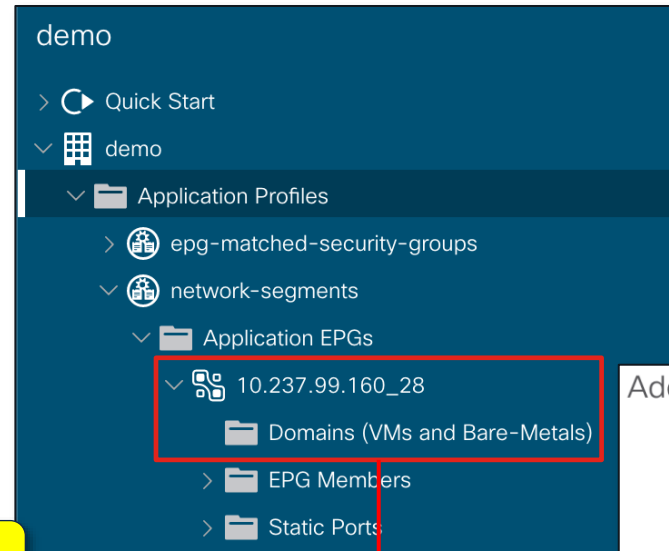 demo
Quick Start
demo
Application Profiles
epg-matched-security-groups
network-segments
Application EPGs
10.237.99.160_28
Domains (VMs and Bare-Metals)
EPG Members
Static Ports